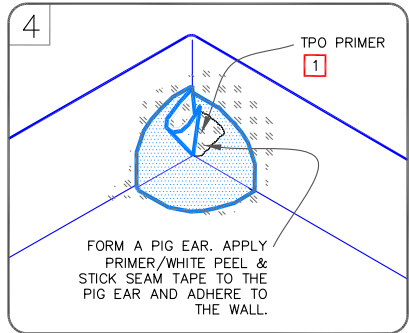 4
TPO PRIMER
1
FORM A PIG EAR. APPLY
PRIMER/WHITE PEEL &
STICK SEAM TAPE TO THE
PIG EAR AND ADHERE TO
THE WALL.